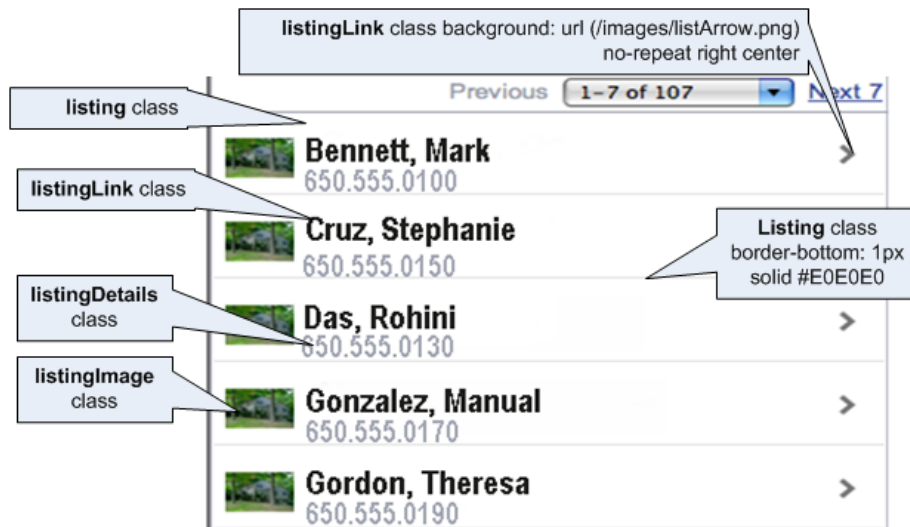 listingLink class background: url (/images/listArrow.png)
no-repeat right center
Previous 1-7 of 107 Next 7
listing class
Bennett, Mark
650.555.0100
listingLink class
Cruz, Stephanie
650.555.0150
Listing class
border-bottom: 1px
solid #E0E0E0
listingDetails
class
Das, Rohini
650.555.0130
listingImage
class
Gonzalez, Manual
650.555.0170
Gordon, Theresa
650.555.0190